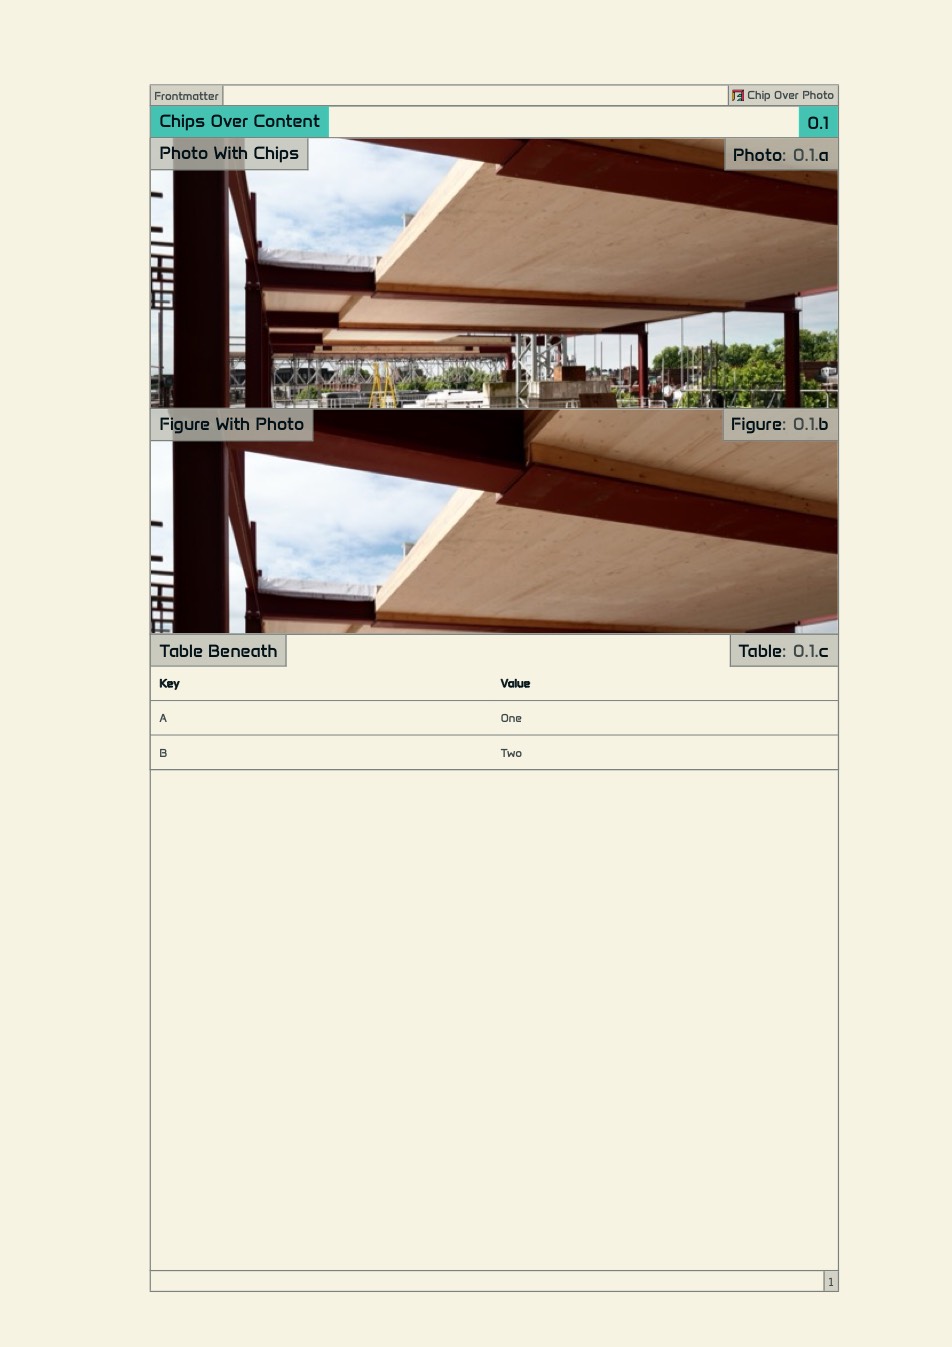 Frontmatter
Chip Over Photo
Chips Over Content
0.1
Photo With Chips
Photo: 0.1.a
Figure With Photo
Figure: 0.1.b
Table Beneath
Table: 0.1.c
Key Value
A One
B Two
1